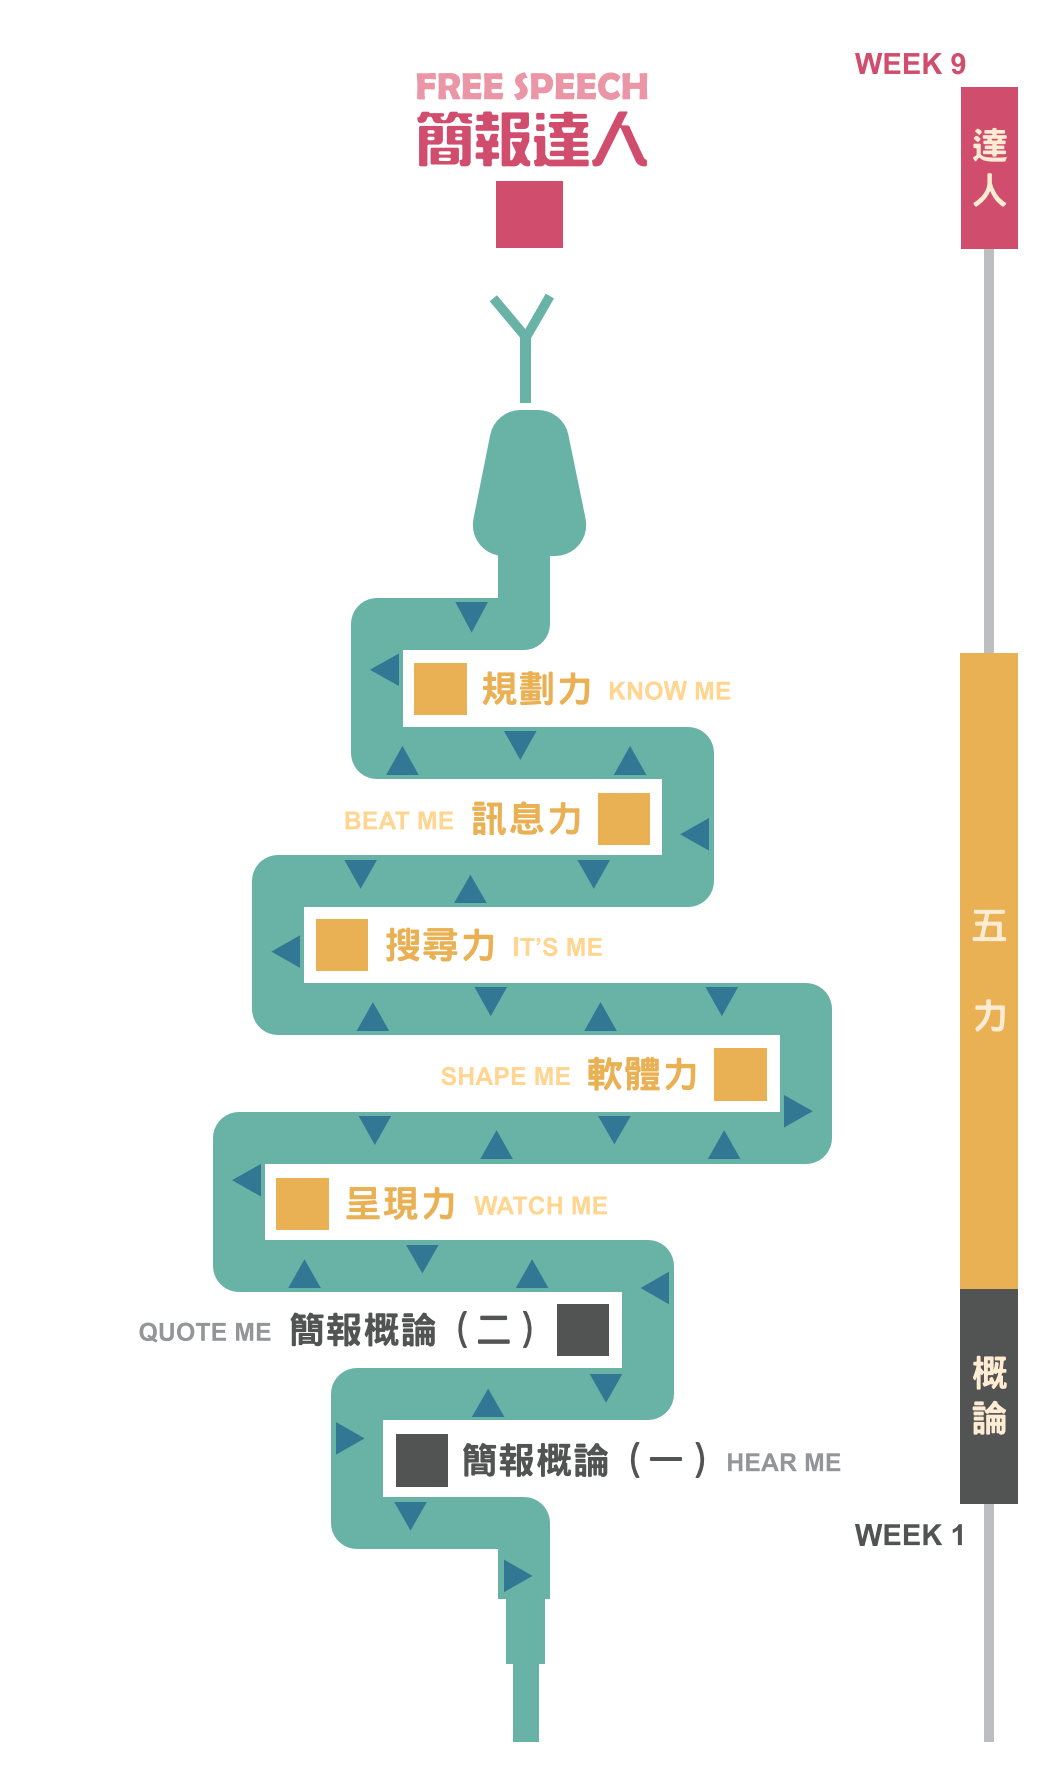 WEEK 9
FREE SPEECH
簡報達人
達人
規劃力 KNOW ME
BEAT ME 訊息力
搜尋力 IT'S ME
五力
SHAPE ME 軟體力
呈現力 WATCH ME
QUOTE ME 簡報概論(二)
概論
簡報概論(一) HEAR ME
WEEK 1